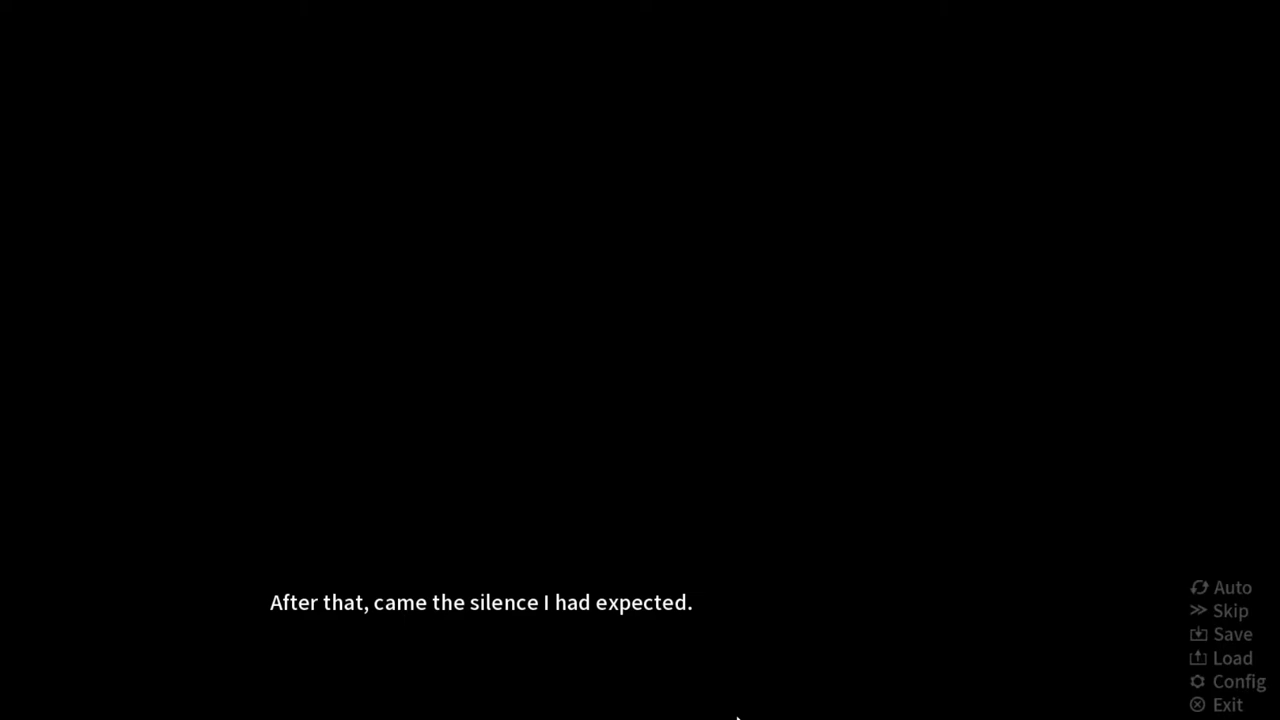 After that, came the silence I had expected.
Auto
Skip
Save
Load
Config
Exit